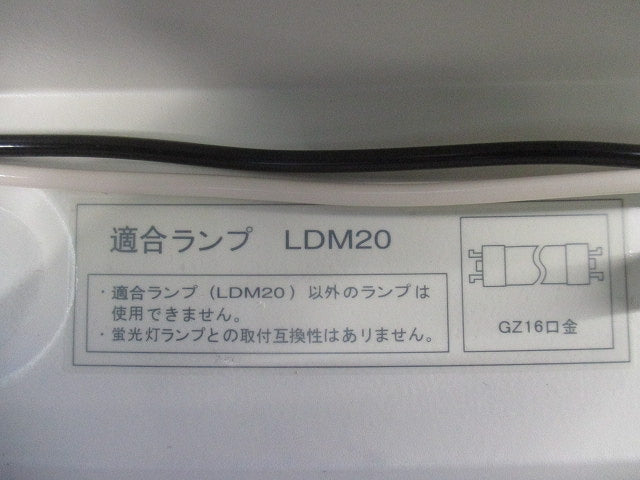 適合ランプ LDM20
・適合ランプ（LDM20）以外のランプは
使用できません。
・蛍光灯ランプとの取付互換性はありません。
GZ16口金